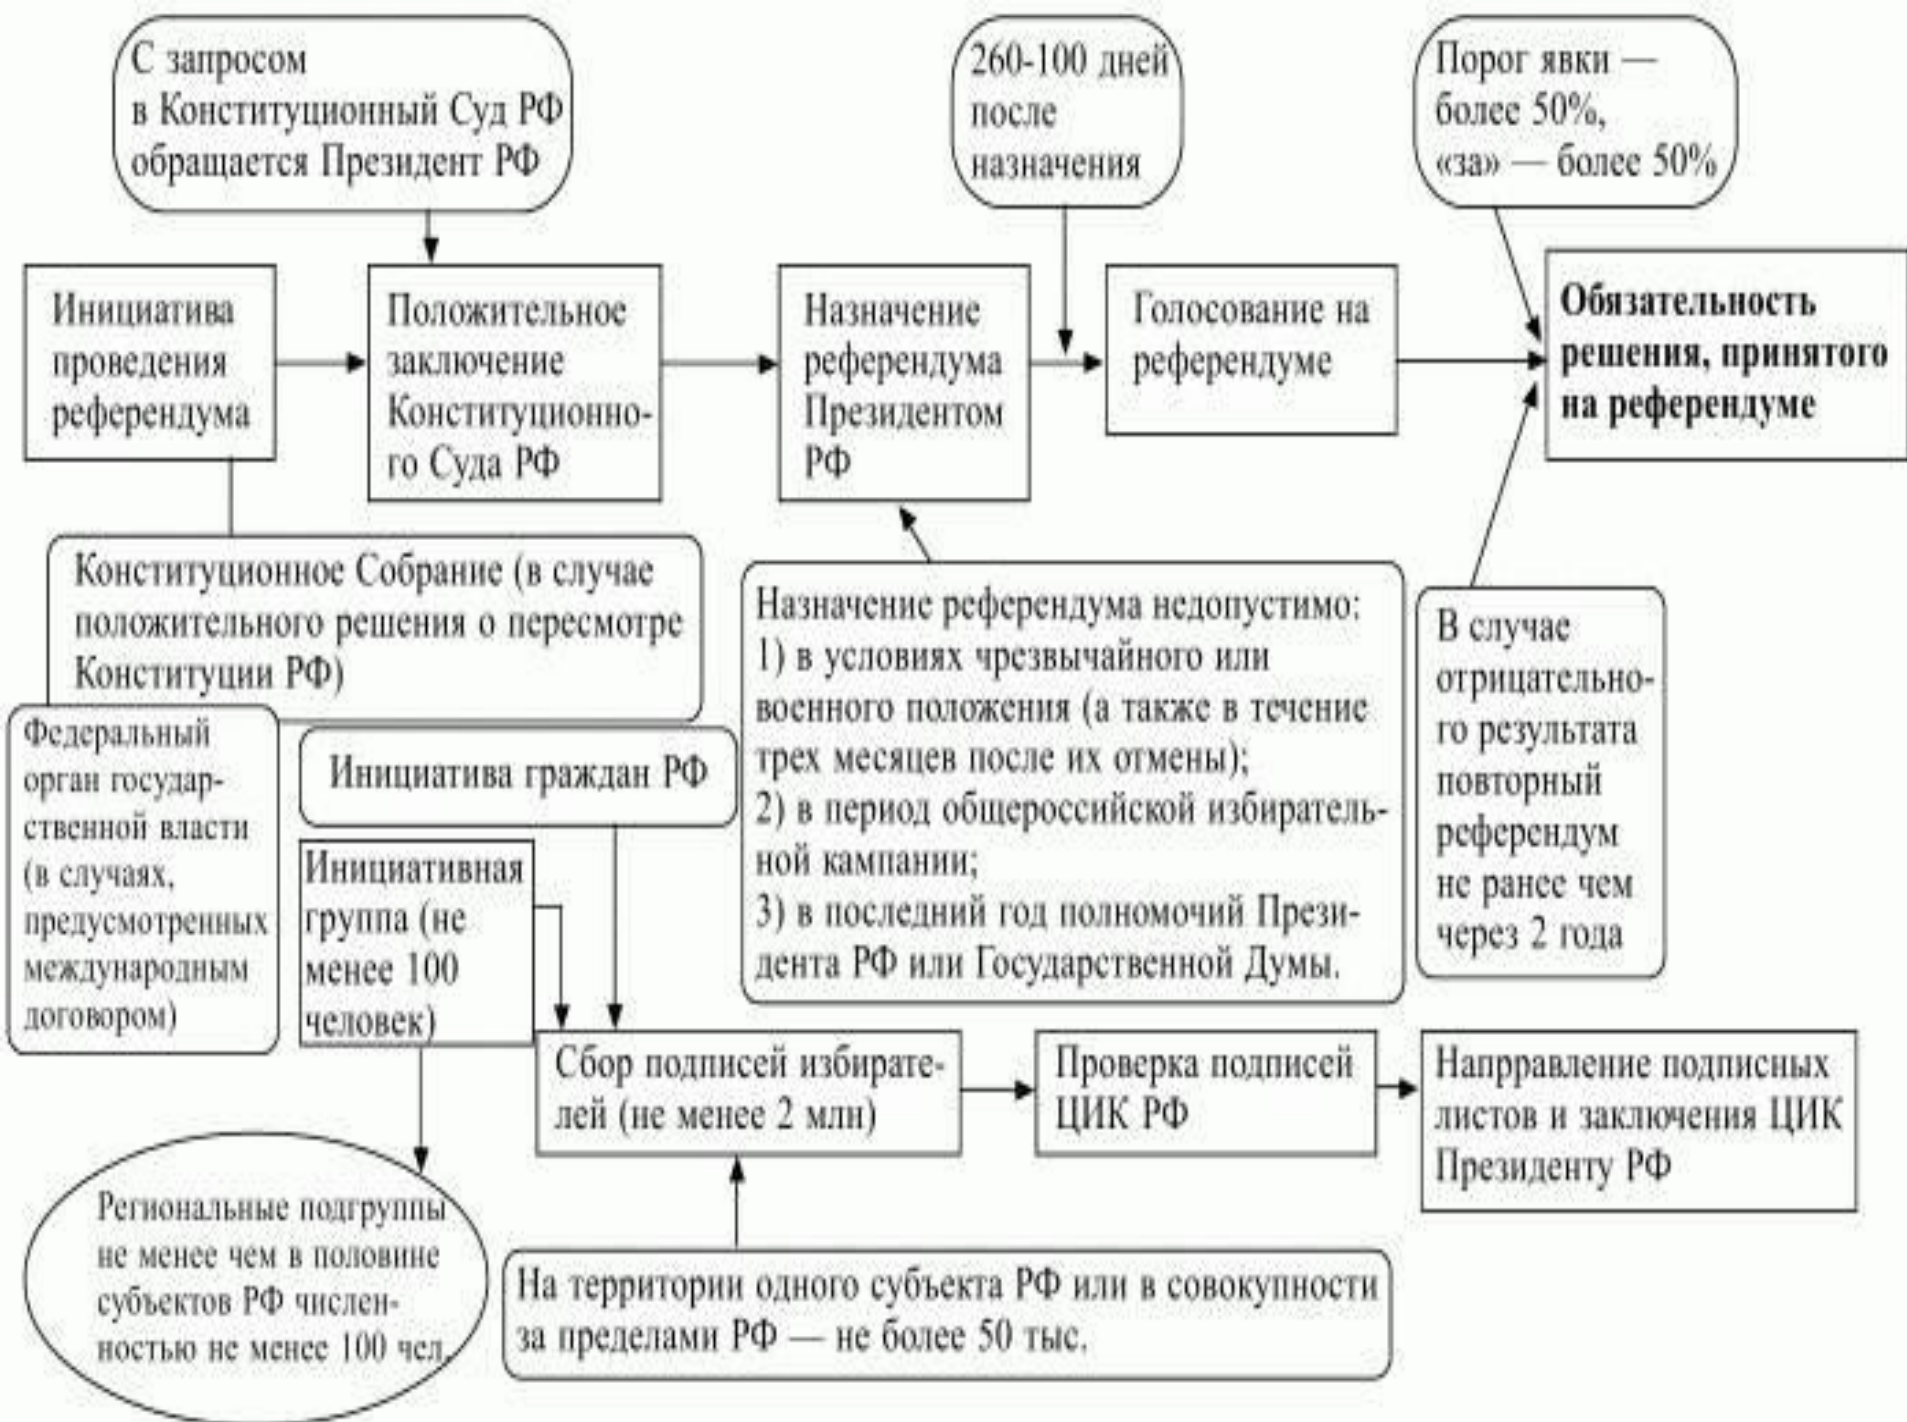 С запросом
в Конституционный Суд РФ
обращается Президент РФ
260-100 дней
после
назначения
Порог явки —
более 50%,
«за» — более 50%
Инициатива
проведения
референдума
Положительное
заключение
Конституционно-
го Суда РФ
Назначение
референдума
Президентом
РФ
Голосование на
референдуме
Обязательность
решения, принятого
на референдуме
Конституционное Собрание (в случае
положительного решения о пересмотре
Конституции РФ)
Федеральный
орган государ-
ственной власти
(в случаях,
предусмотренных
международным
договором)
Инициатива граждан РФ
Инициативная
группа (не
менее 100
человек)
Назначение референдума недопустимо:
1) в условиях чрезвычайного или
военного положения (а также в течение
трех месяцев после их отмены);
2) в период общероссийской избиратель-
ной кампании;
3) в последний год полномочий Прези-
дента РФ или Государственной Думы.
В случае
отрицательно-
го результата
повторный
референдум
не ранее чем
через 2 года
Сбор подписей избирате-
лей (не менее 2 млн)
Проверка подписей
ЦИК РФ
Напрравление подписных
листов и заключения ЦИК
Президенту РФ
Региональные подгруппы
не менее чем в половине
субъектов РФ числен-
ностью не менее 100 чел.
На территории одного субъекта РФ или в совокупности
за пределами РФ — не более 50 тыс.